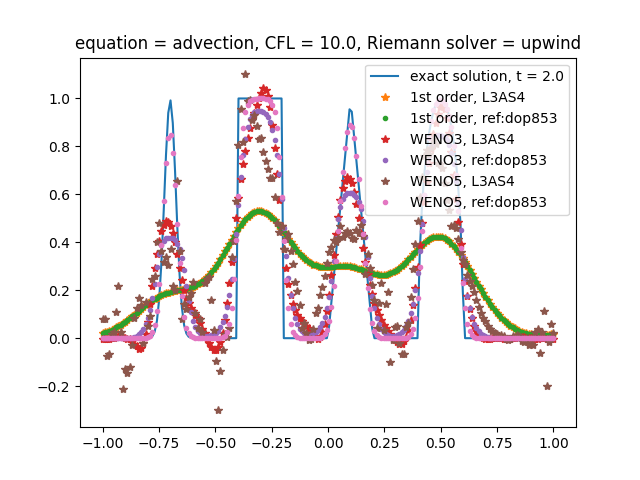 equation = advection, CFL = 10.0, Riemann solver = upwind
exact solution, t = 2.0
1st order, L3AS4
1st order, ref:dop853
WENO3, L3AS4
WENO3, ref:dop853
WENO5, L3AS4
WENO5, ref:dop853
1.0
0.8
0.6
0.4
0.2
0.0
−0.2
−1.00 −0.75 −0.50 −0.25 0.00 0.25 0.50 0.75 1.00